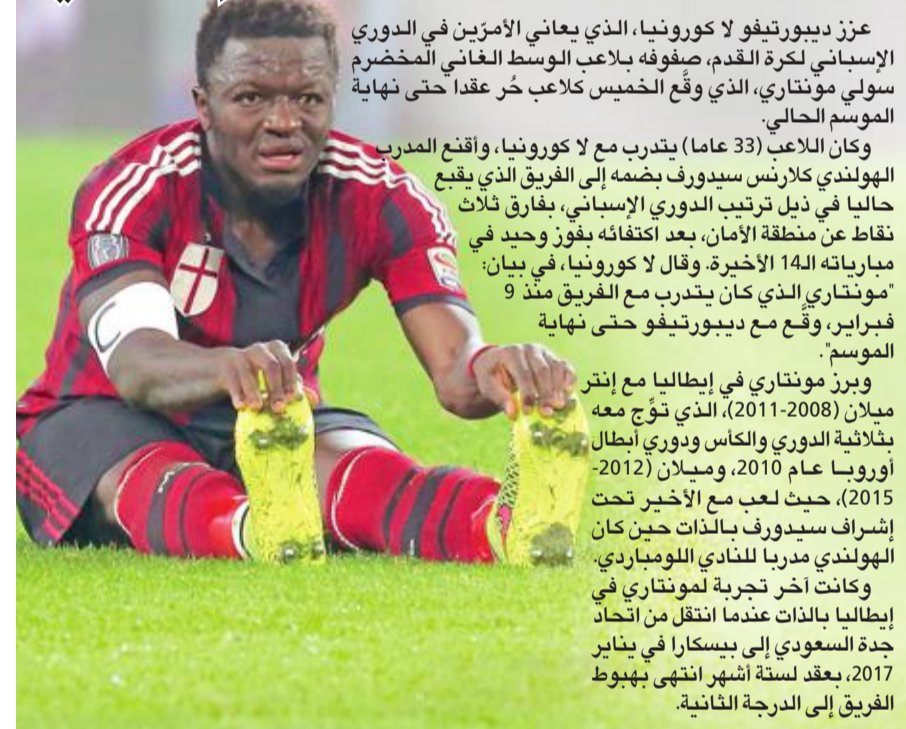 عزز ديبورتيفو لا كورونيا، الذي يعاني الأمرّين في الدوري
الإسباني لكرة القدم، صفوفه بلاعب الوسط الغاني المخضرم
سولي مونتاري، الذي وقَّع الخميس كلاعب حُر عقدا حتى نهاية
الموسم الحالي.
وكان اللاعب (33 عاما) يتدرب مع لا كورونيا، وأقنع المدرب
الهولندي كلارنس سيدورف بضمه إلى الفريق الذي يقبع
حاليا في ذيل ترتيب الدوري الإسباني، بفارق ثلاث
نقاط عن منطقة الأمان، بعد اكتفائه بفوز وحيد في
مبارياته الـ14 الأخيرة. وقال لا كورونيا، في بيان:
"مونتاري الذي كان يتدرب مع الفريق منذ 9
فبراير، وقَّع مع ديبورتيفو حتى نهاية
الموسم".
وبرز مونتاري في إيطاليا مع إنتر
ميلان (2008-2011)، الذي توِّج معه
بثلاثية الدوري والكأس ودوري أبطال
أوروبا عام 2010، وميلان (2012-
2015)، حيث لعب مع الأخير تحت
إشراف سيدورف بالذات حين كان
الهولندي مدربا للنادي اللومباردي.
وكانت آخر تجربة لمونتاري في
إيطاليا بالذات عندما انتقل من اتحاد
جدة السعودي إلى بيسكارا في يناير
2017، بعقد لستة أشهر انتهى بهبوط
الفريق إلى الدرجة الثانية.